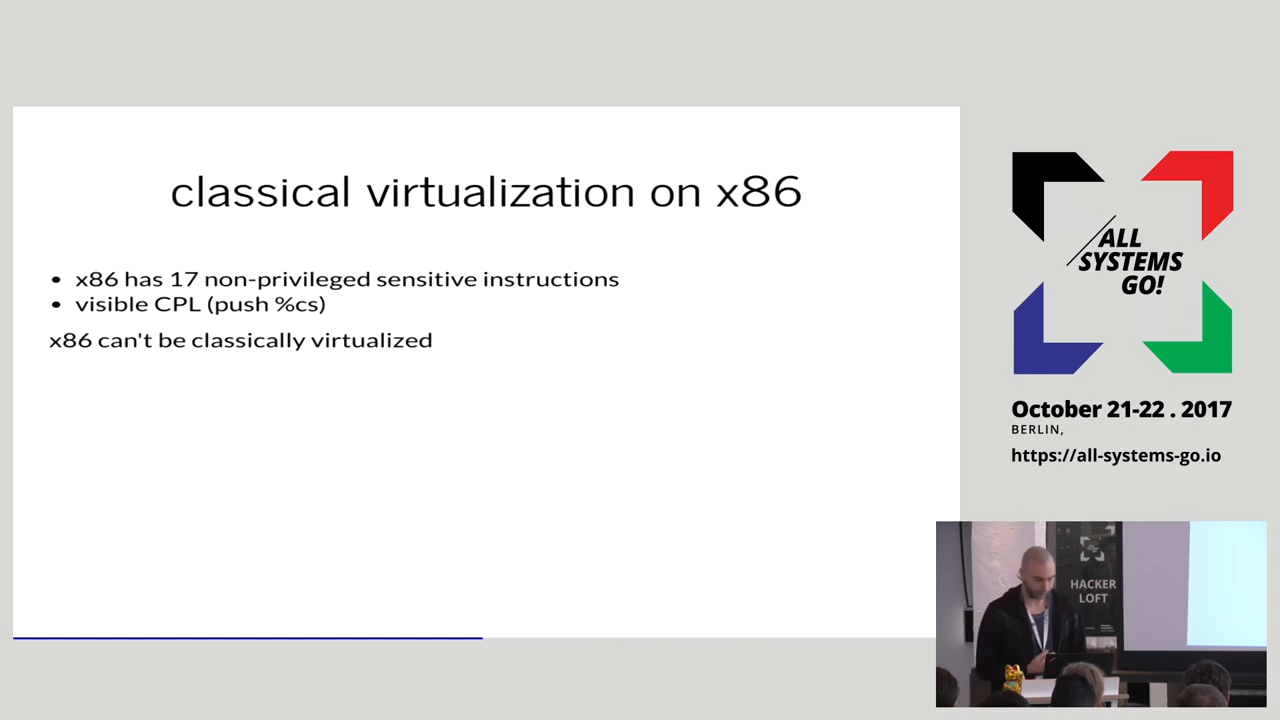 classical virtualization on x86
• x86 has 17 non-privileged sensitive instructions
• visible CPL (push %cs)
x86 can't be classically virtualized
ALL
SYSTEMS
GO!
October 21-22 . 2017
BERLIN,
https://all-systems-go.io
HACKER
LOFT